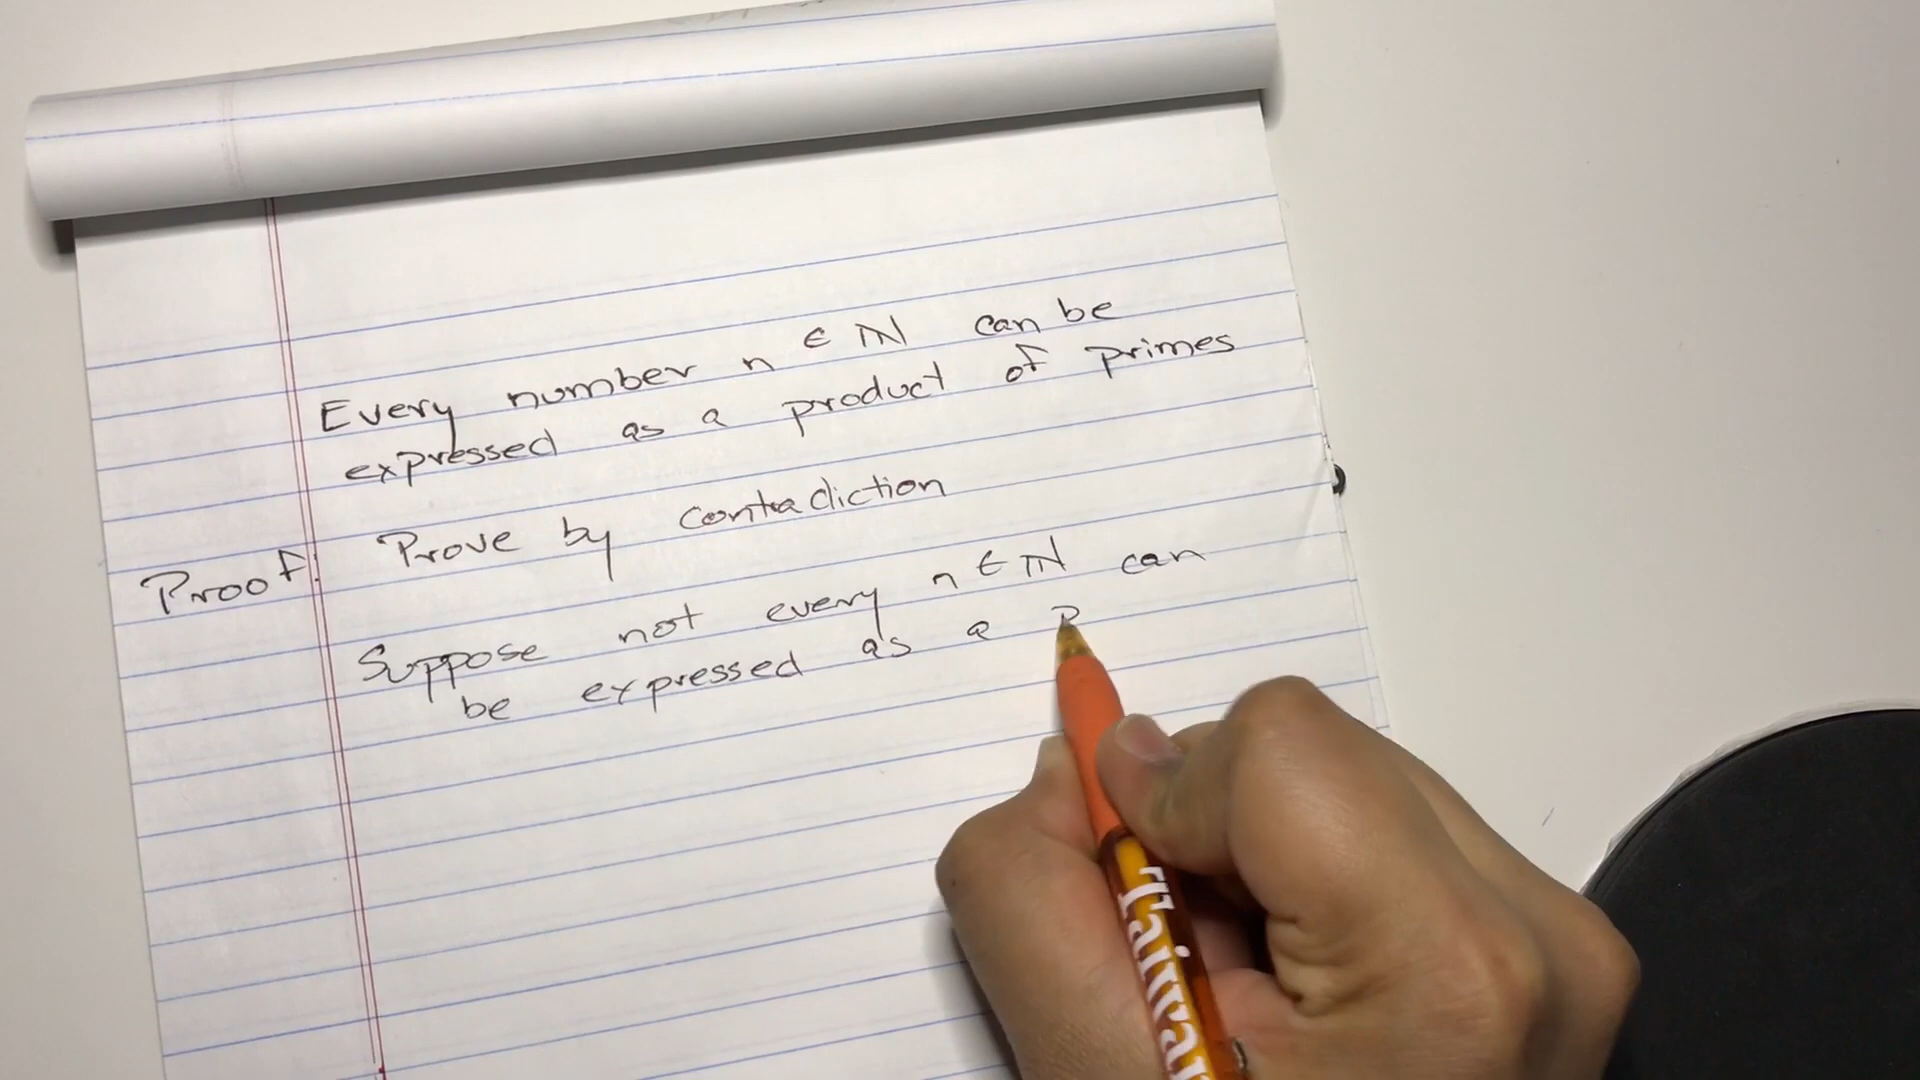 Every number n ∈ ℕ can be
expressed as a product of primes
Proof: Prove by contradiction
Suppose not every n ∈ ℕ can
be expressed as a P